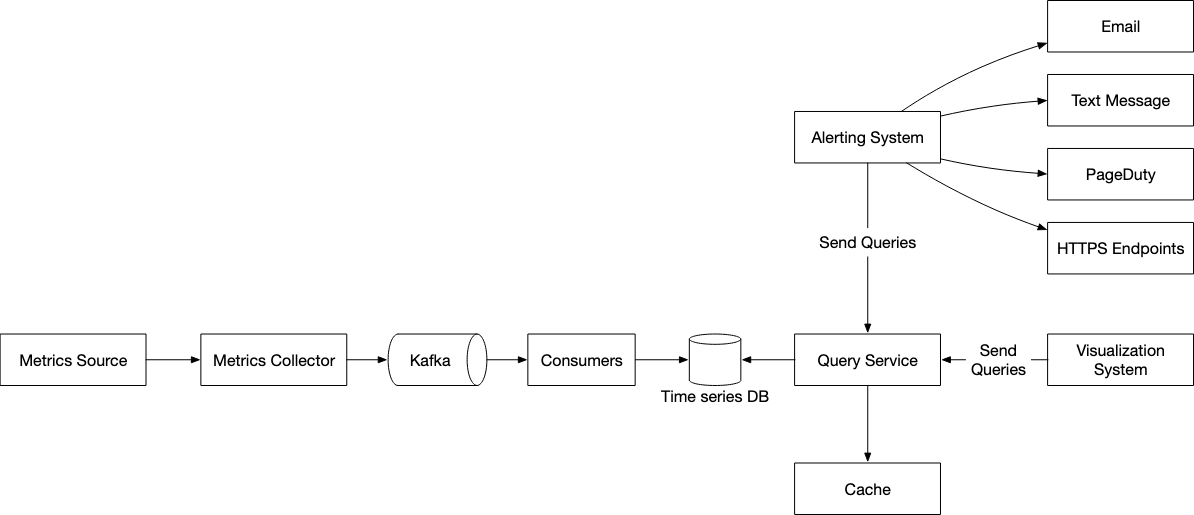 Email
Text Message
Alerting System
PageDuty
Send Queries
HTTPS Endpoints
Metrics Source
Metrics Collector
Kafka
Consumers
Time series DB
Query Service
Send
Queries
Visualization
System
Cache